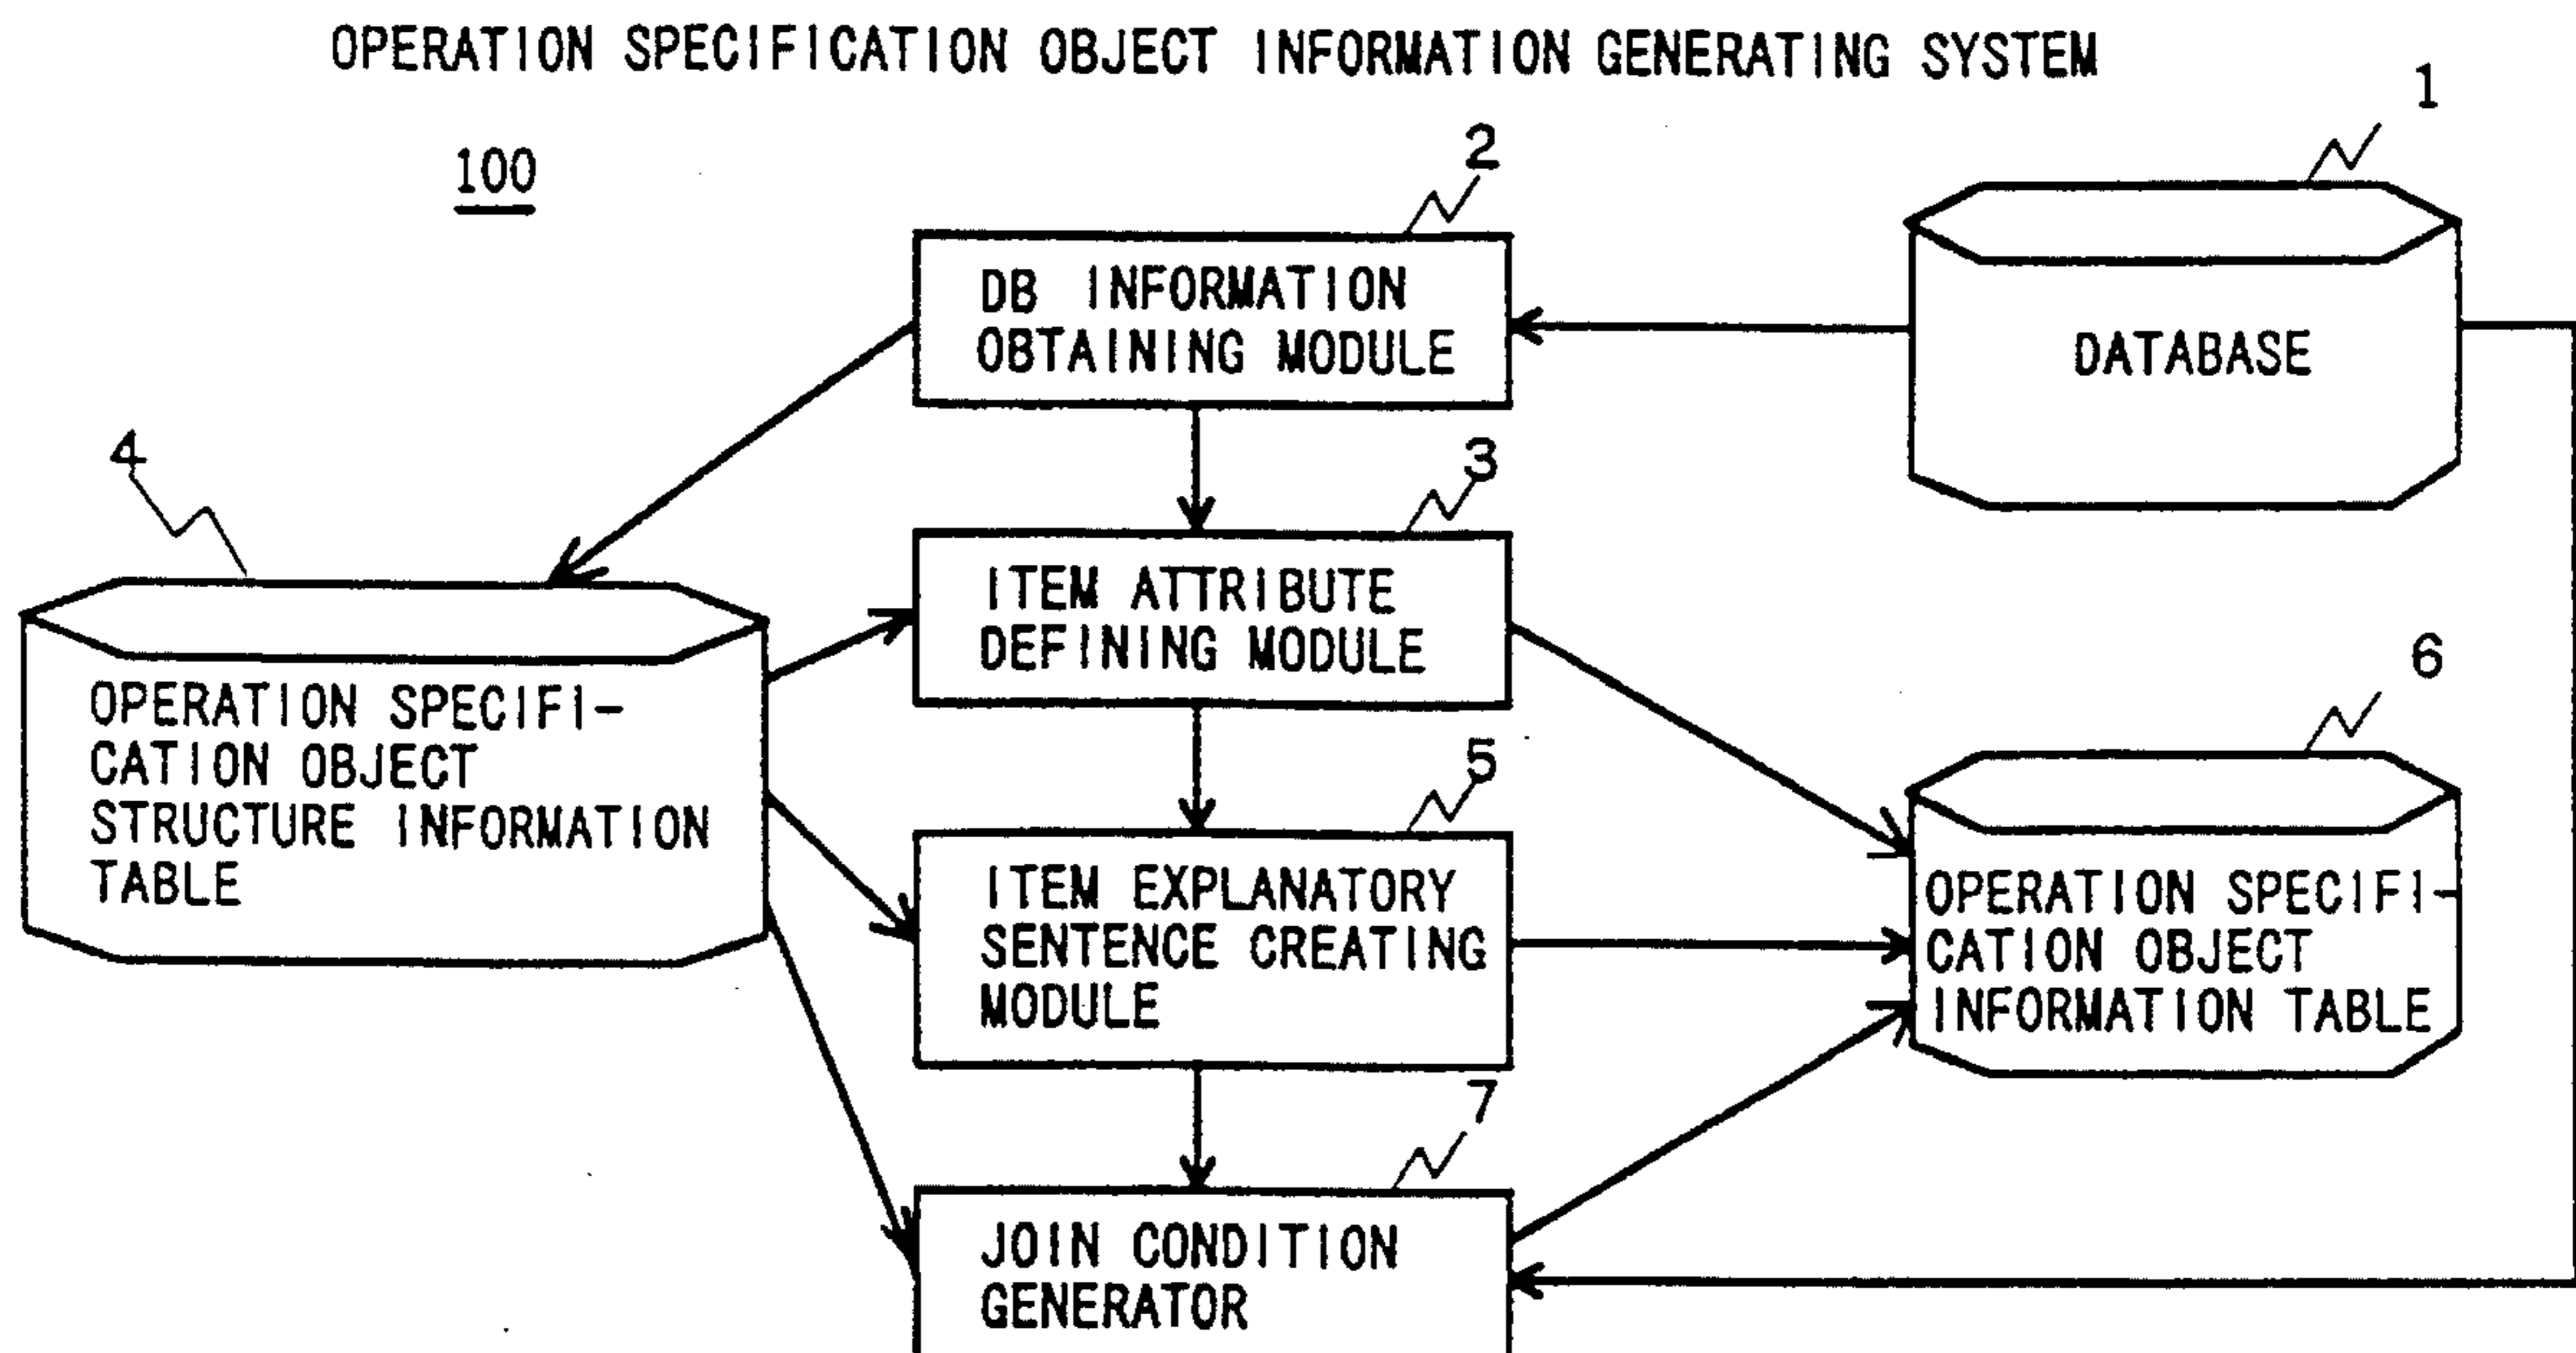 OPERATION SPECIFICATION OBJECT INFORMATION GENERATING SYSTEM
100
1
2
DB INFORMATION
OBTAINING MODULE
DATABASE
3
ITEM ATTRIBUTE
DEFINING MODULE
4
OPERATION SPECIFI-
CATION OBJECT
STRUCTURE INFORMATION
TABLE
5
ITEM EXPLANATORY
SENTENCE CREATING
MODULE
6
OPERATION SPECIFI-
CATION OBJECT
INFORMATION TABLE
7
JOIN CONDITION
GENERATOR